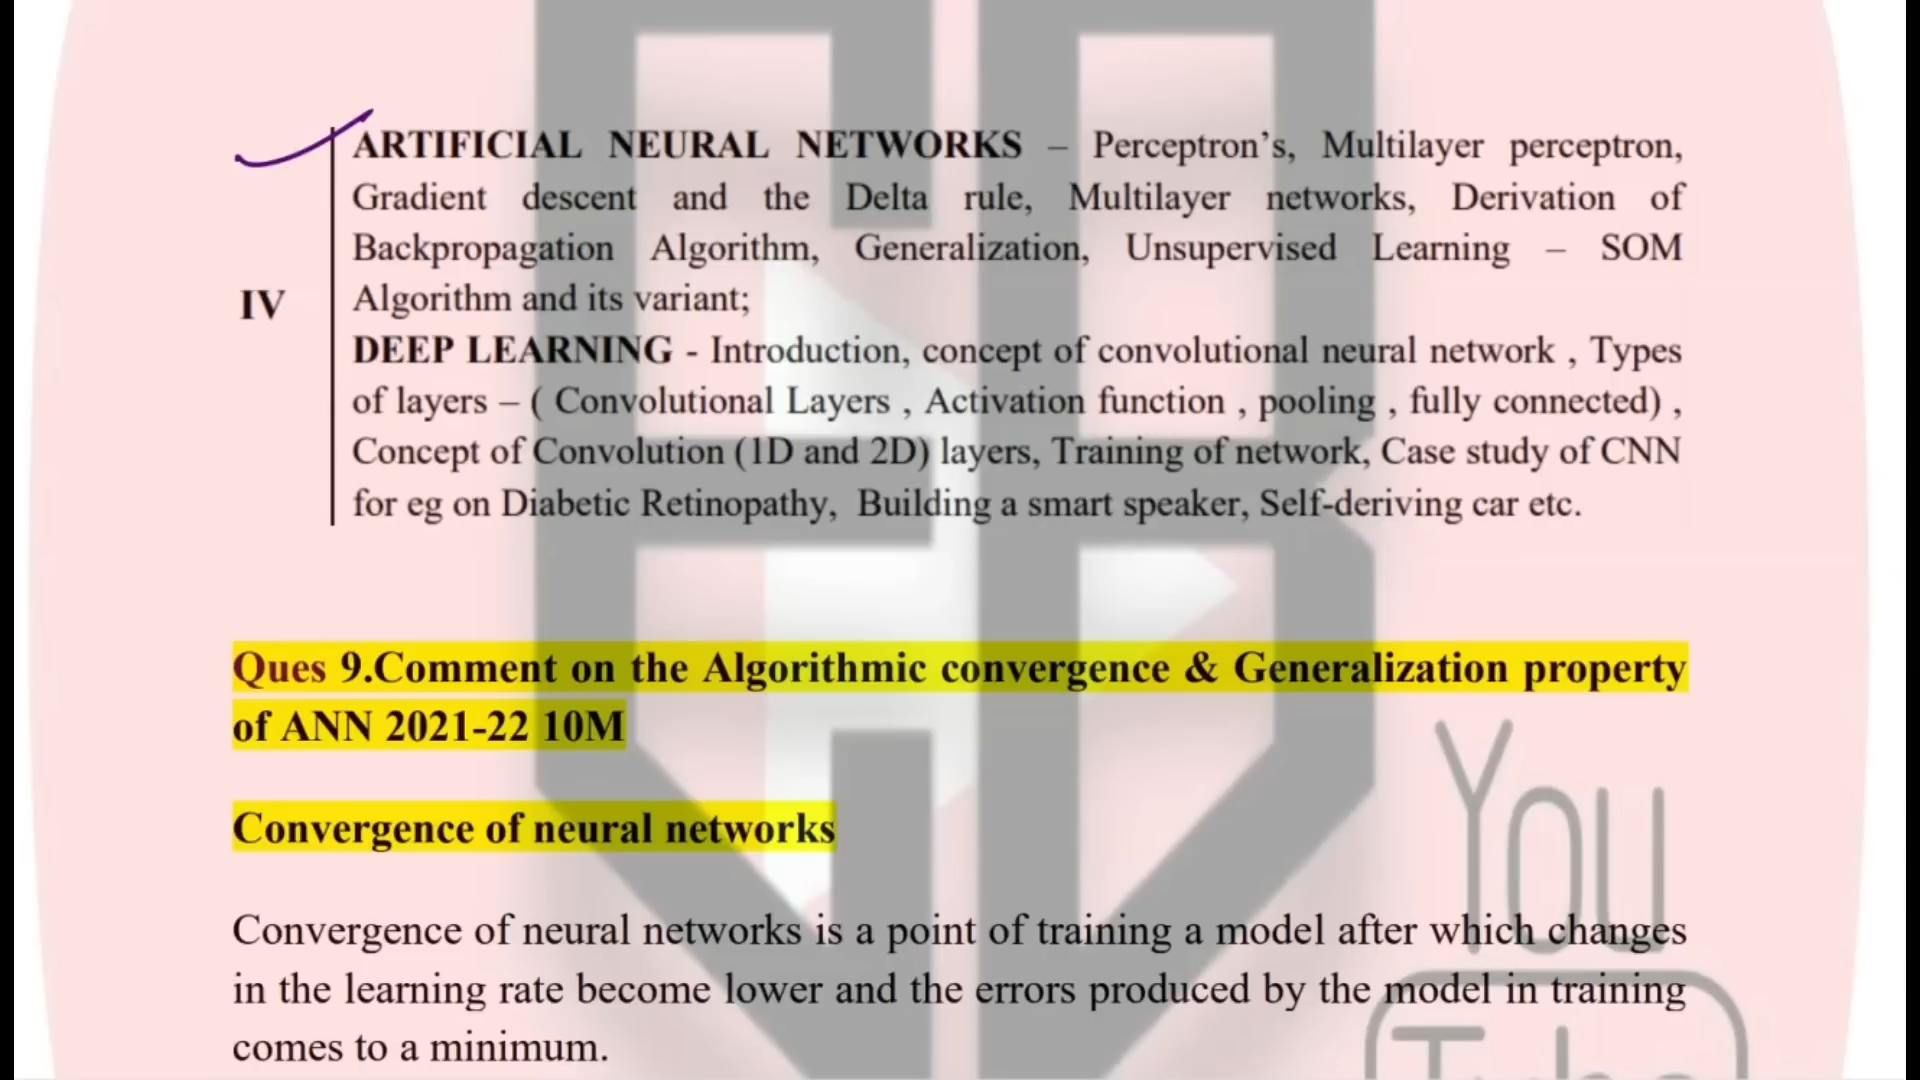 ARTIFICIAL NEURAL NETWORKS – Perceptron’s, Multilayer perceptron,
Gradient descent and the Delta rule, Multilayer networks, Derivation of
Backpropagation Algorithm, Generalization, Unsupervised Learning – SOM
IV Algorithm and its variant;
DEEP LEARNING - Introduction, concept of convolutional neural network , Types
of layers – ( Convolutional Layers , Activation function , pooling , fully connected) ,
Concept of Convolution (1D and 2D) layers, Training of network, Case study of CNN
for eg on Diabetic Retinopathy, Building a smart speaker, Self-deriving car etc.
Ques 9.Comment on the Algorithmic convergence & Generalization property
of ANN 2021-22 10M
Convergence of neural networks
Convergence of neural networks is a point of training a model after which changes
in the learning rate become lower and the errors produced by the model in training
comes to a minimum.
You